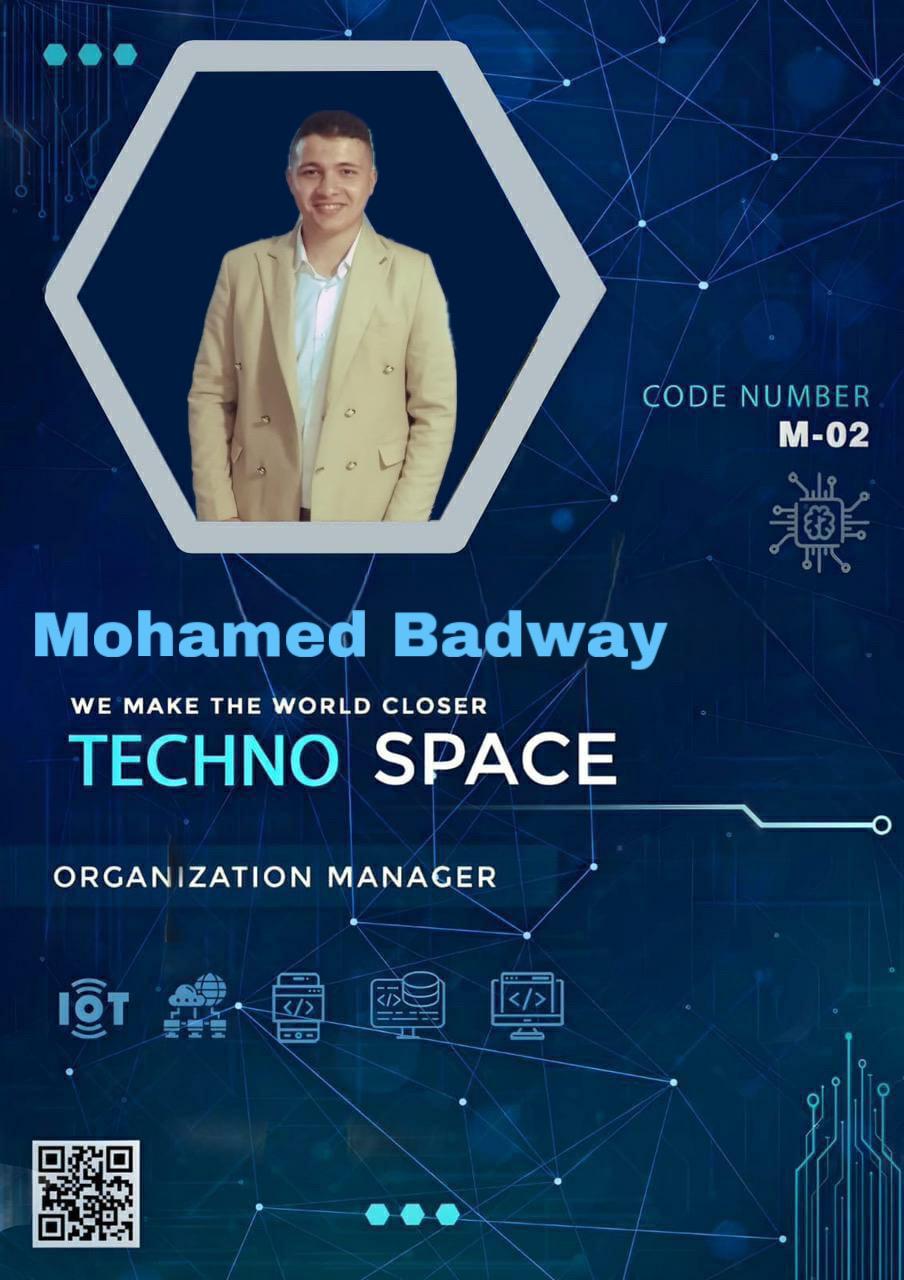 CODE NUMBER
M-02
Mohamed Badway
WE MAKE THE WORLD CLOSER
TECHNO SPACE
ORGANIZATION MANAGER
IOT